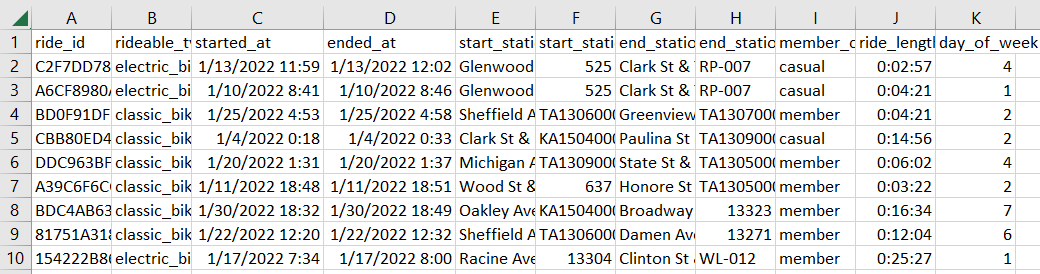 A B C D E F G H I J K
1 ride_id rideable_ty started_at ended_at start_stati start_stati end_statio end_statio member_c ride_length day_of_week
2 C2F7DD78 electric_bi 1/13/2022 11:59 1/13/2022 12:02 Glenwood 525 Clark St & RP-007 casual 0:02:57 4
3 A6CF8980 electric_bi 1/10/2022 8:41 1/10/2022 8:46 Glenwood 525 Clark St & RP-007 casual 0:04:21 1
4 BD0F91DF classic_bik 1/25/2022 4:53 1/25/2022 4:58 Sheffield A TA1306000 Greenview TA1307000 member 0:04:21 2
5 CBB80ED4 classic_bik 1/4/2022 0:18 1/4/2022 0:33 Clark St & KA1504000 Paulina St TA1309000 casual 0:14:56 2
6 DDC963BF classic_bik 1/20/2022 1:31 1/20/2022 1:37 Michigan A TA1309000 State St & TA1305000 member 0:06:02 4
7 A39C6F6C classic_bik 1/11/2022 18:48 1/11/2022 18:51 Wood St & 637 Honore St TA1305000 member 0:03:22 2
8 BDC4AB63 classic_bik 1/30/2022 18:32 1/30/2022 18:49 Oakley Ave KA1504000 Broadway 13323 member 0:16:34 7
9 81751A318 classic_bik 1/22/2022 12:20 1/22/2022 12:32 Sheffield A TA1306000 Damen Av 13271 member 0:12:04 6
10 154222B8 electric_bi 1/17/2022 7:34 1/17/2022 8:00 Racine Ave 13304 Clinton St WL-012 member 0:25:27 1